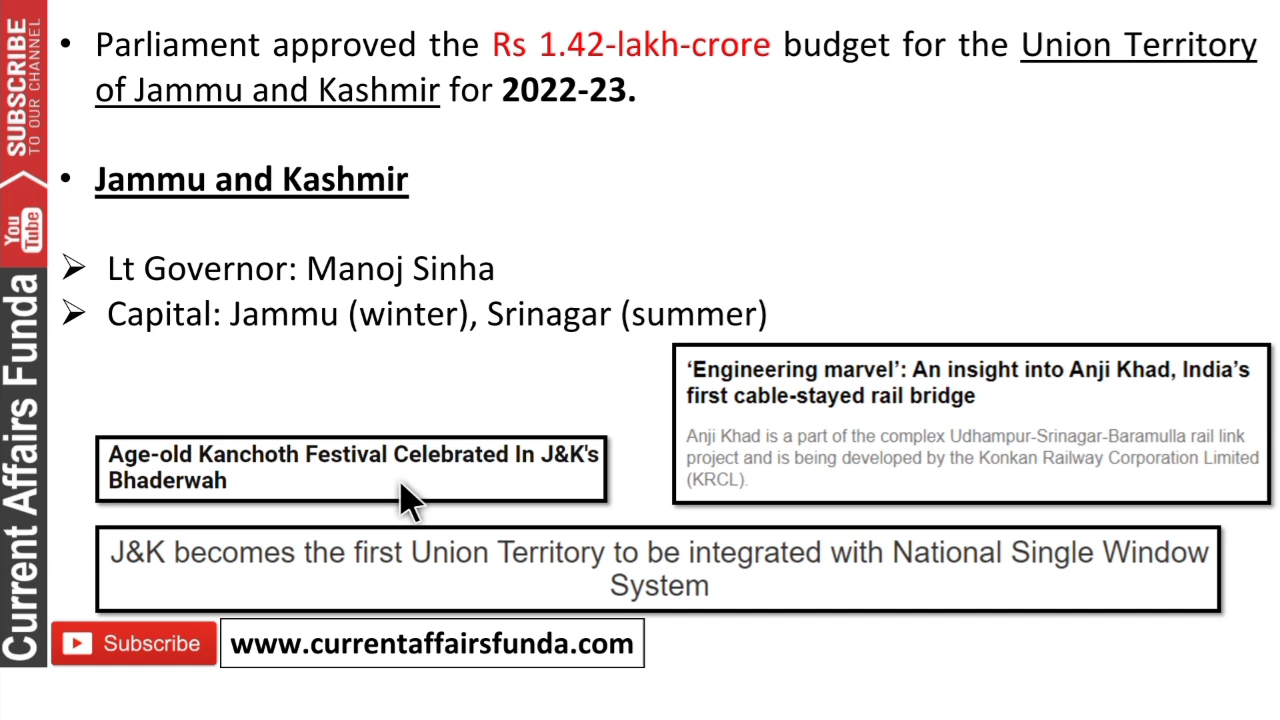 SUBSCRIBE
TO OUR CHANNEL
You
Tube
Current Affairs Funda
• Parliament approved the Rs 1.42-lakh-crore budget for the Union Territory
of Jammu and Kashmir for 2022-23.
• Jammu and Kashmir
➢ Lt Governor: Manoj Sinha
➢ Capital: Jammu (winter), Srinagar (summer)
‘Engineering marvel’: An insight into Anji Khad, India’s
first cable-stayed rail bridge
Anji Khad is a part of the complex Udhampur-Srinagar-Baramulla rail link
project and is being developed by the Konkan Railway Corporation Limited
(KRCL).
Age-old Kanchoth Festival Celebrated In J&K's
Bhaderwah
J&K becomes the first Union Territory to be integrated with National Single Window
System
Subscribe
www.currentaffairsfunda.com